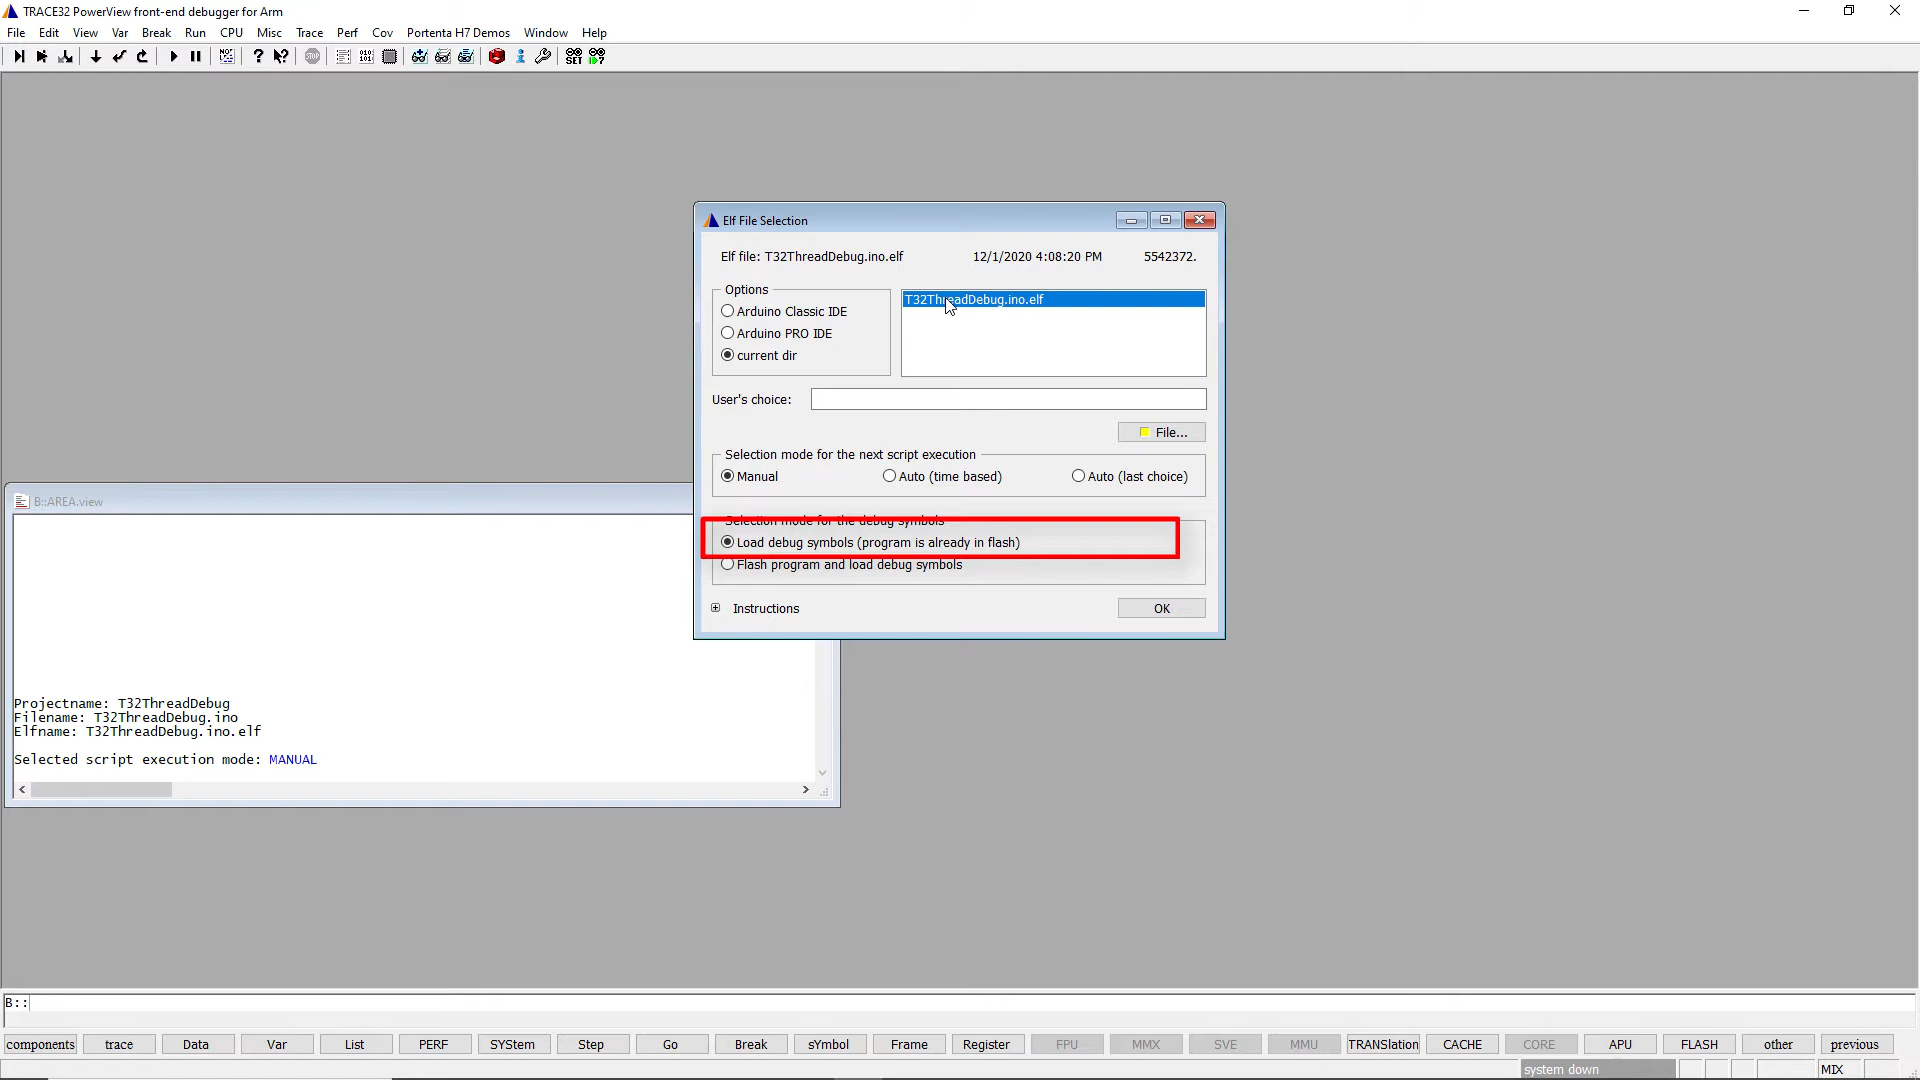 TRACE32 PowerView front-end debugger for Arm
File Edit View Var Break Run CPU Misc Trace Perf Cov Portenta H7 Demos Window Help
Elf File Selection
Elf file: T32ThreadDebug.ino.elf 12/1/2020 4:08:20 PM 5542372.
Options
Arduino Classic IDE
Arduino PRO IDE
current dir
T32ThreadDebug.ino.elf
User's choice:
File...
Selection mode for the next script execution
Manual Auto (time based) Auto (last choice)
Selection mode for the debug symbols
Load debug symbols (program is already in flash)
Flash program and load debug symbols
Instructions
OK
B::AREA.view
Projectname: T32ThreadDebug
Filename: T32ThreadDebug.ino
Elfname: T32ThreadDebug.ino.elf
Selected script execution mode: MANUAL
B::
components trace Data Var List PERF SYStem Step Go Break sYmbol Frame Register FPU MMX SVE MMU TRANSlation CACHE CORE APU FLASH other previous
system down MIX